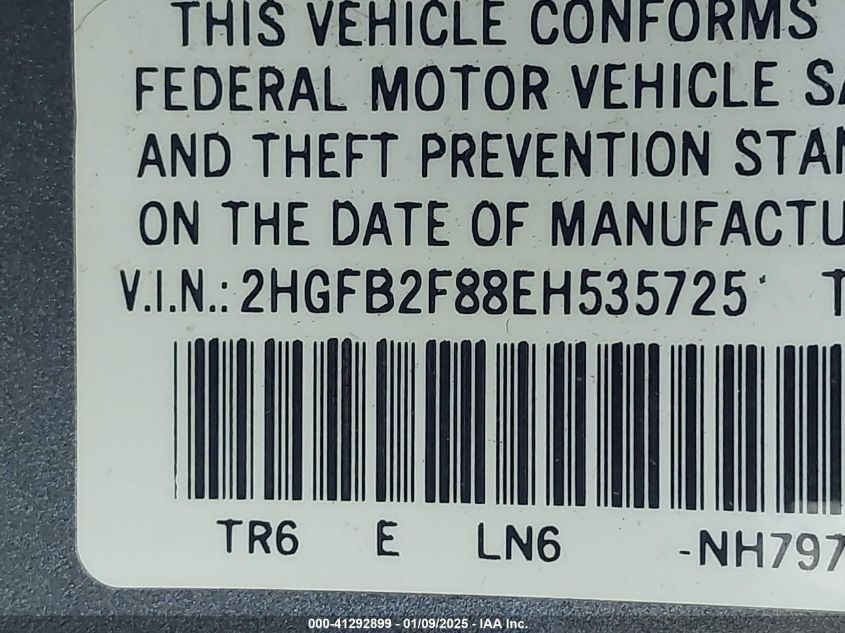 THIS VEHICLE CONFORMS
FEDERAL MOTOR VEHICLE SA
AND THEFT PREVENTION STAN
ON THE DATE OF MANUFACTU
V.I.N.: 2HGFB2F88EH535725 T
TR6 E LN6 -NH797
000-41292899 - 01/09/2025 - IAA Inc.